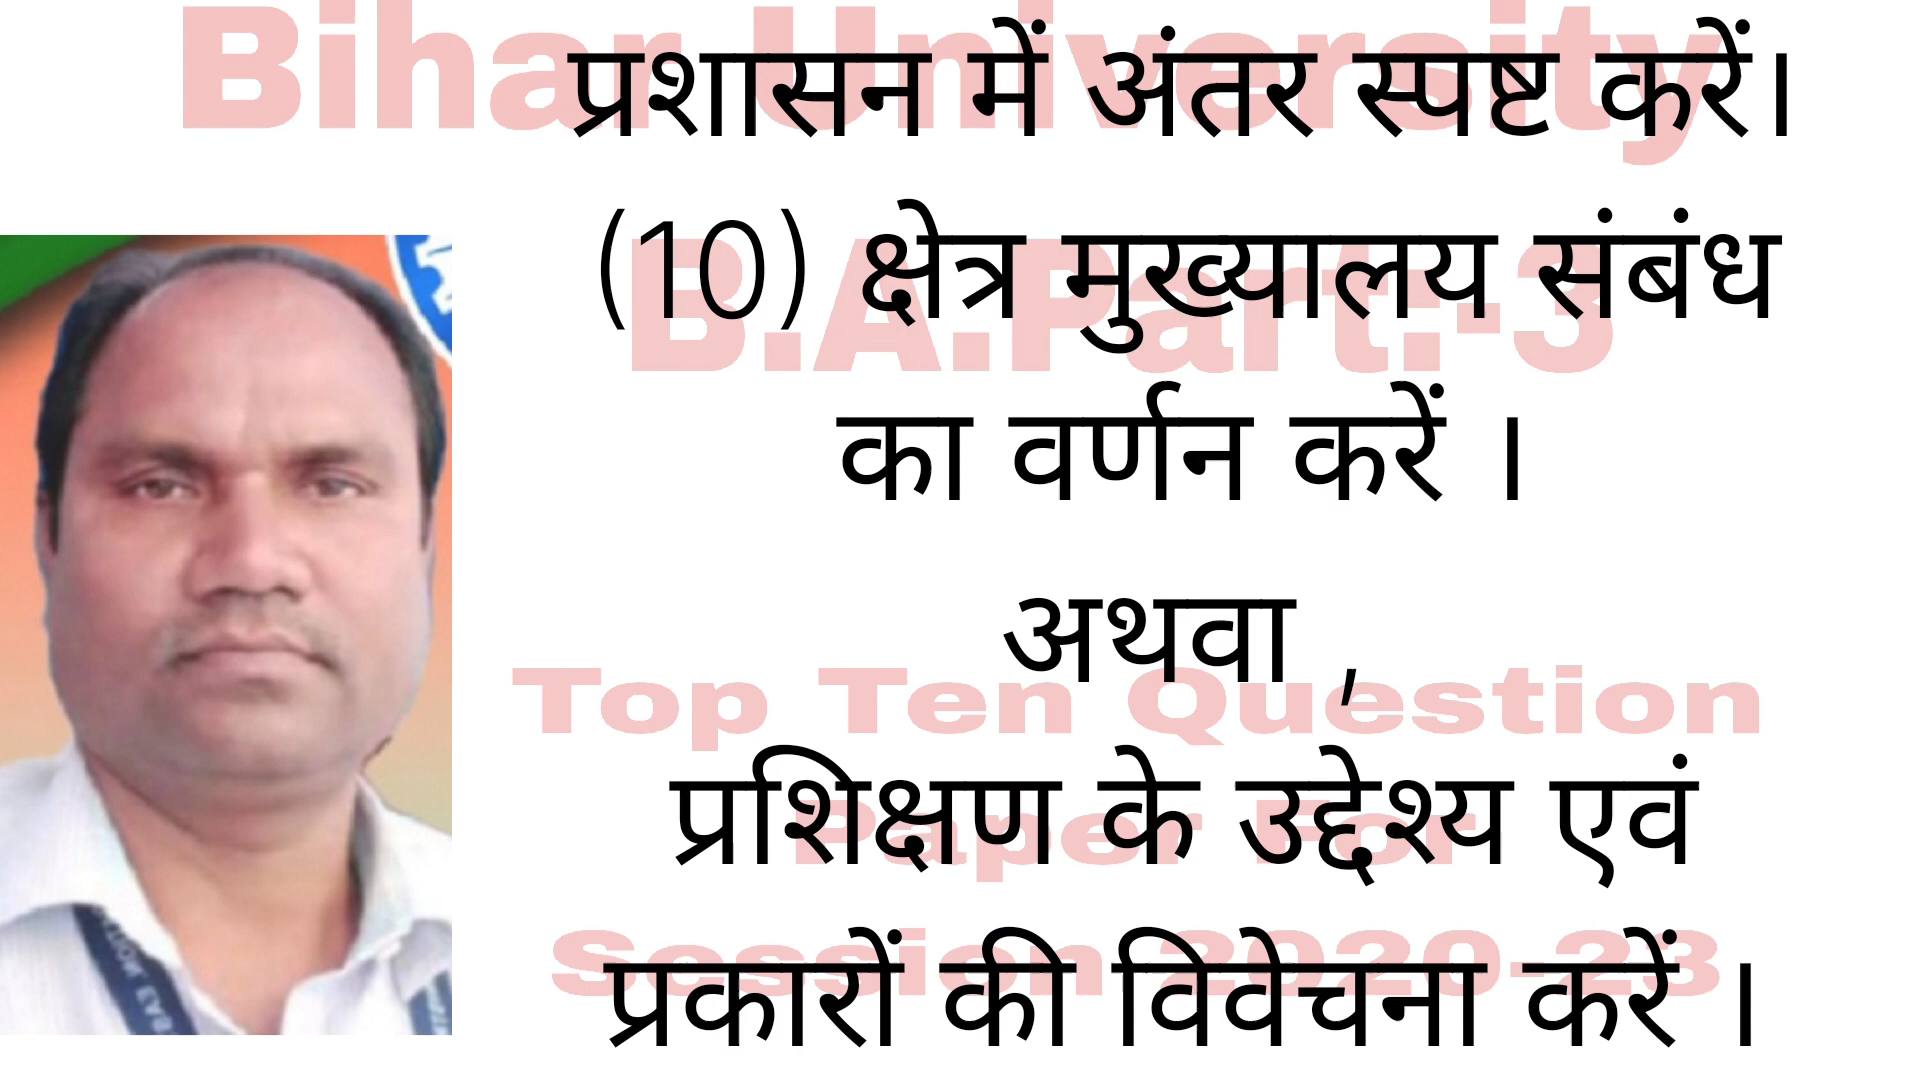 Bihar University
प्रशासन में अंतर स्पष्ट करें।
(10) क्षेत्र मुख्यालय संबंध
B.A.Part:-3
का वर्णन करें ।
अथवा ,
Top Ten Question
प्रशिक्षण के उद्देश्य एवं
Paper For
Session 2020-23
प्रकारों की विवेचना करें ।